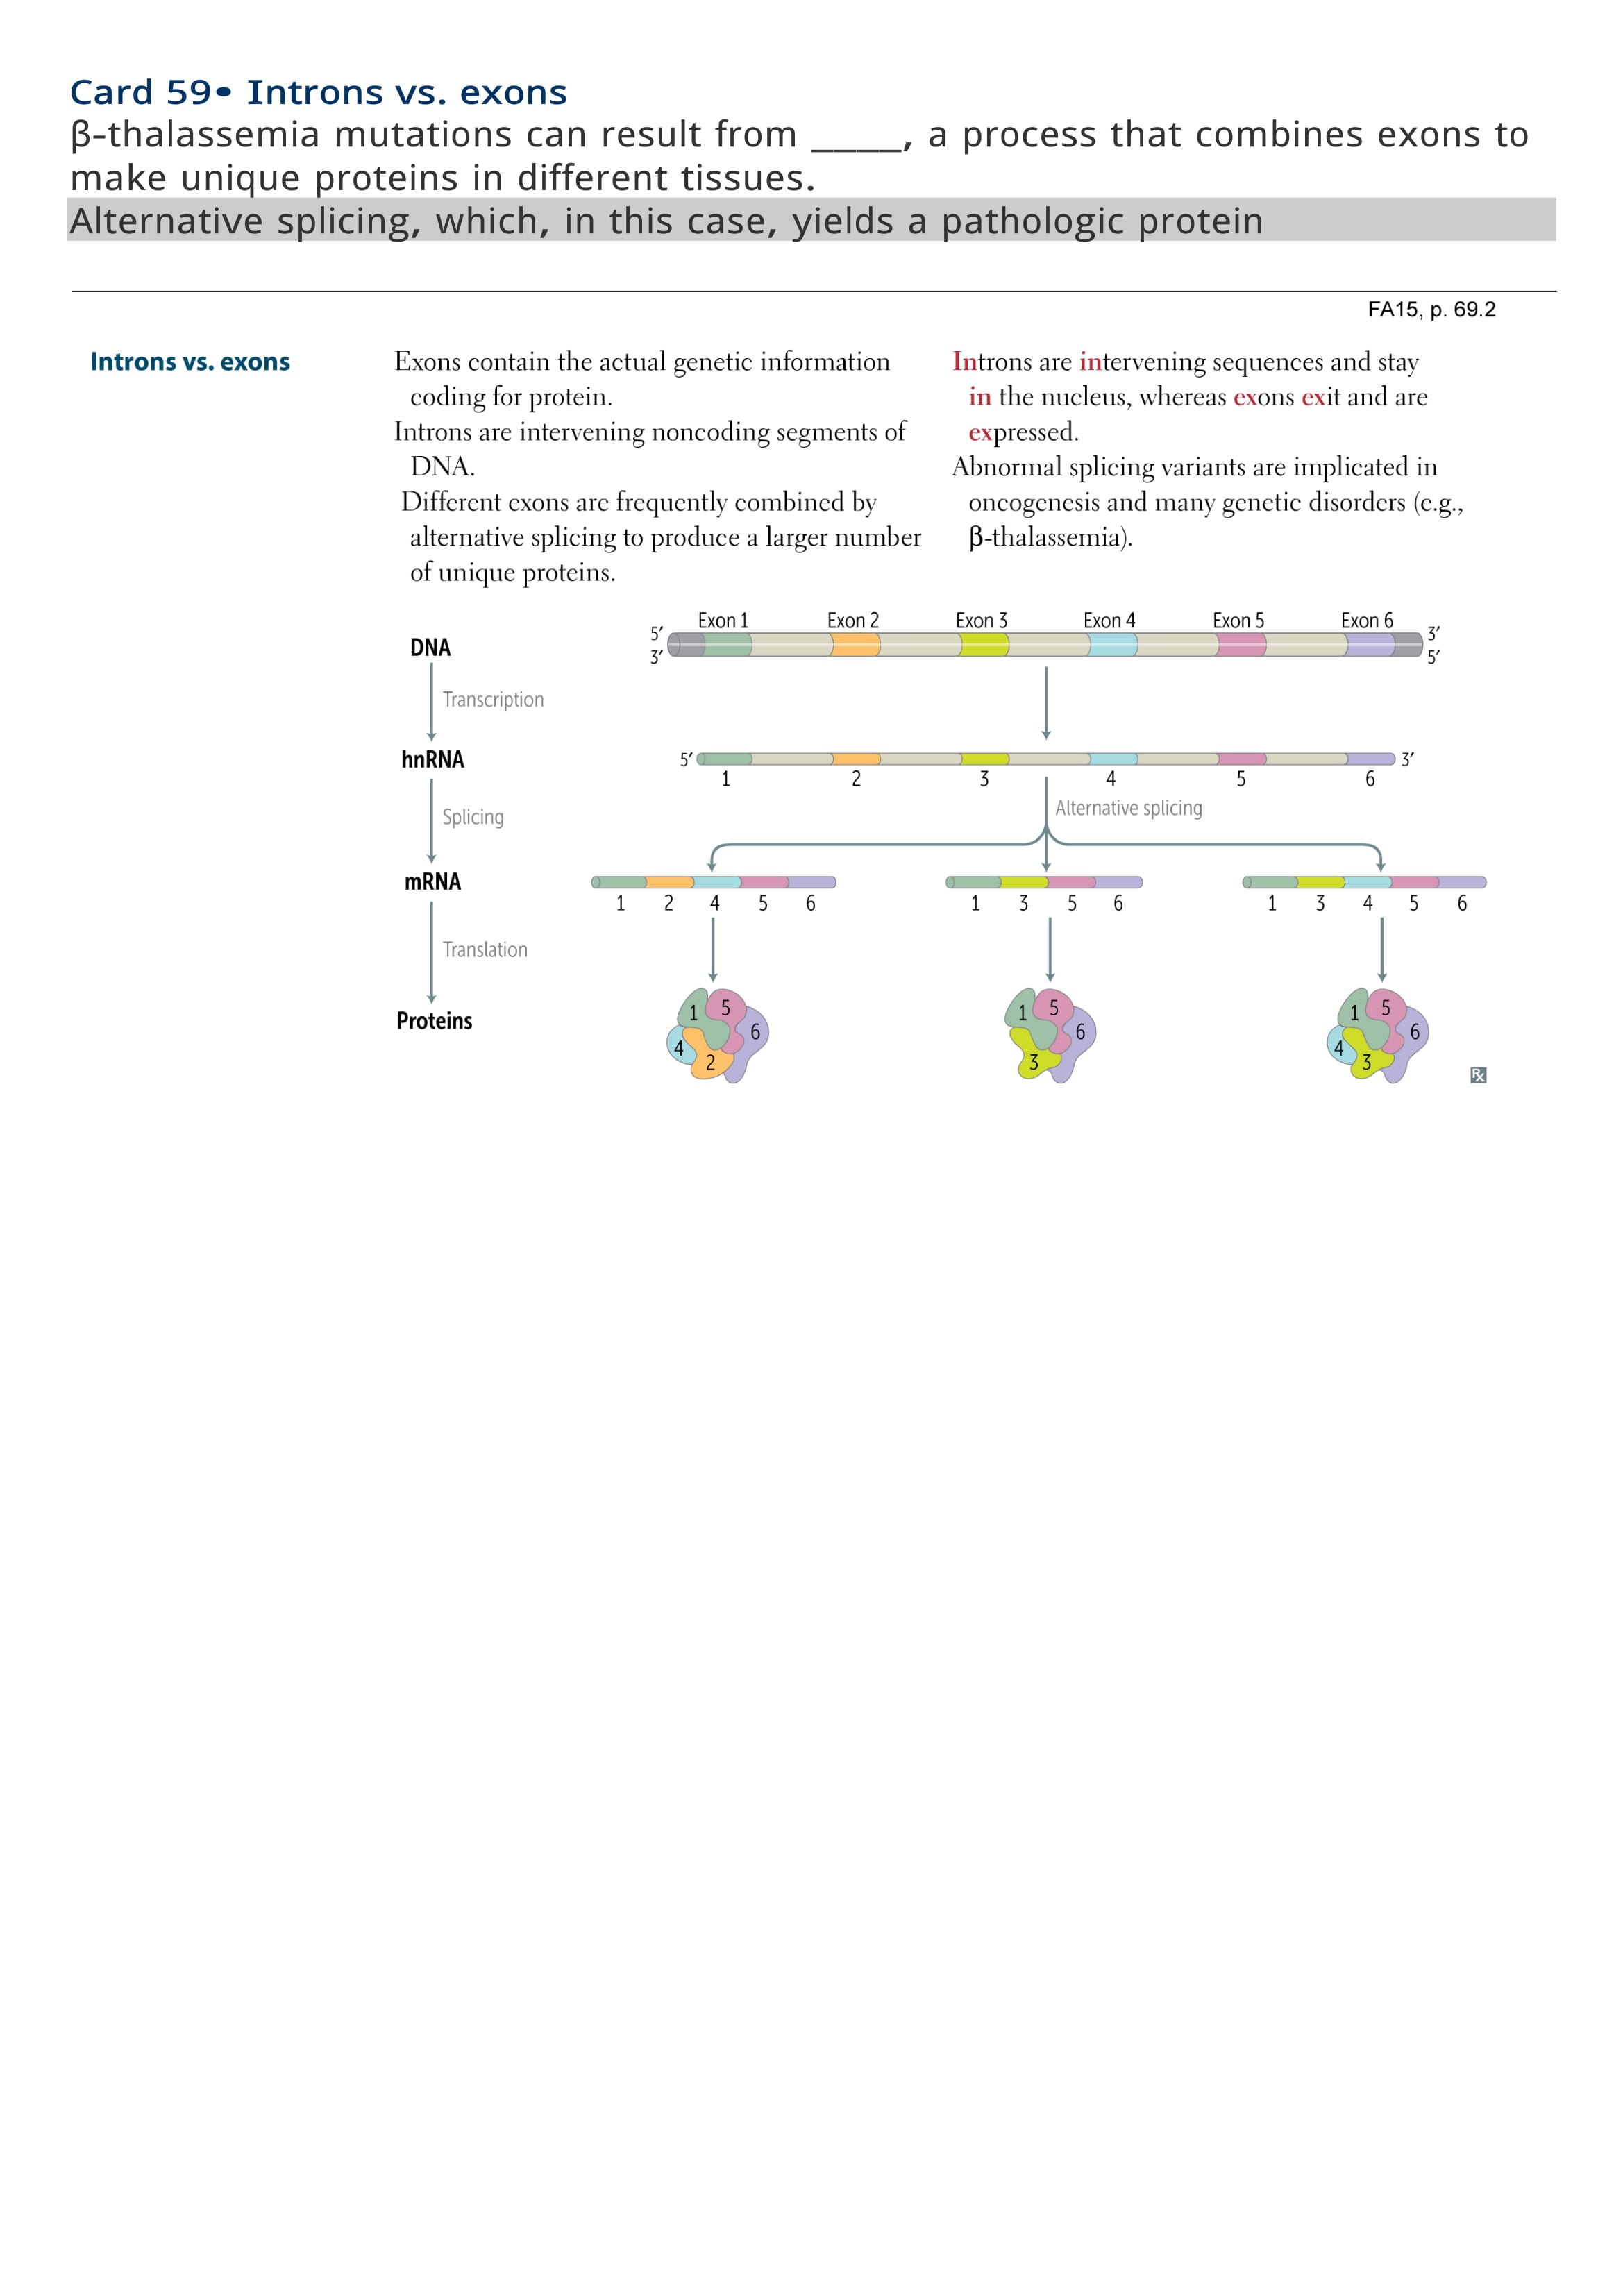 Card 59• Introns vs. exons
β-thalassemia mutations can result from ____, a process that combines exons to
make unique proteins in different tissues.
Alternative splicing, which, in this case, yields a pathologic protein
FA15, p. 69.2
Introns vs. exons
Exons contain the actual genetic information
coding for protein.
Introns are intervening noncoding segments of
DNA.
Different exons are frequently combined by
alternative splicing to produce a larger number
of unique proteins.
Introns are intervening sequences and stay
in the nucleus, whereas exons exit and are
expressed.
Abnormal splicing variants are implicated in
oncogenesis and many genetic disorders (e.g.,
β-thalassemia).
Exon 1 Exon 2 Exon 3 Exon 4 Exon 5 Exon 6
DNA 5′ 3′
3′ 5′
Transcription
hnRNA 5′ 3′
1 2 3 4 5 6
Splicing Alternative splicing
mRNA
1 2 4 5 6 1 3 5 6 1 3 4 5 6
Translation
Proteins
1 5 6 4 2
1 5 6 3
1 5 6 4 3
Rx